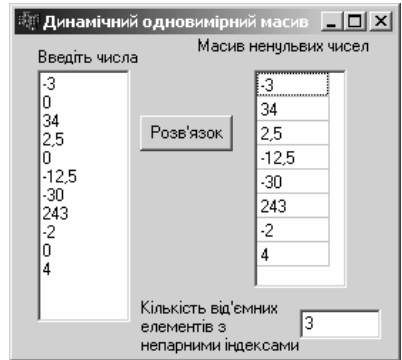 Динамічний одновимірний масив
Введіть числа
Масив ненульвих чисел
-3
0
34
2,5
0
-12,5
-30
243
-2
0
4
Розв'язок
-3
34
2,5
-12,5
-30
243
-2
4
Кількість від'ємних
елементів з
непарними індексами
3